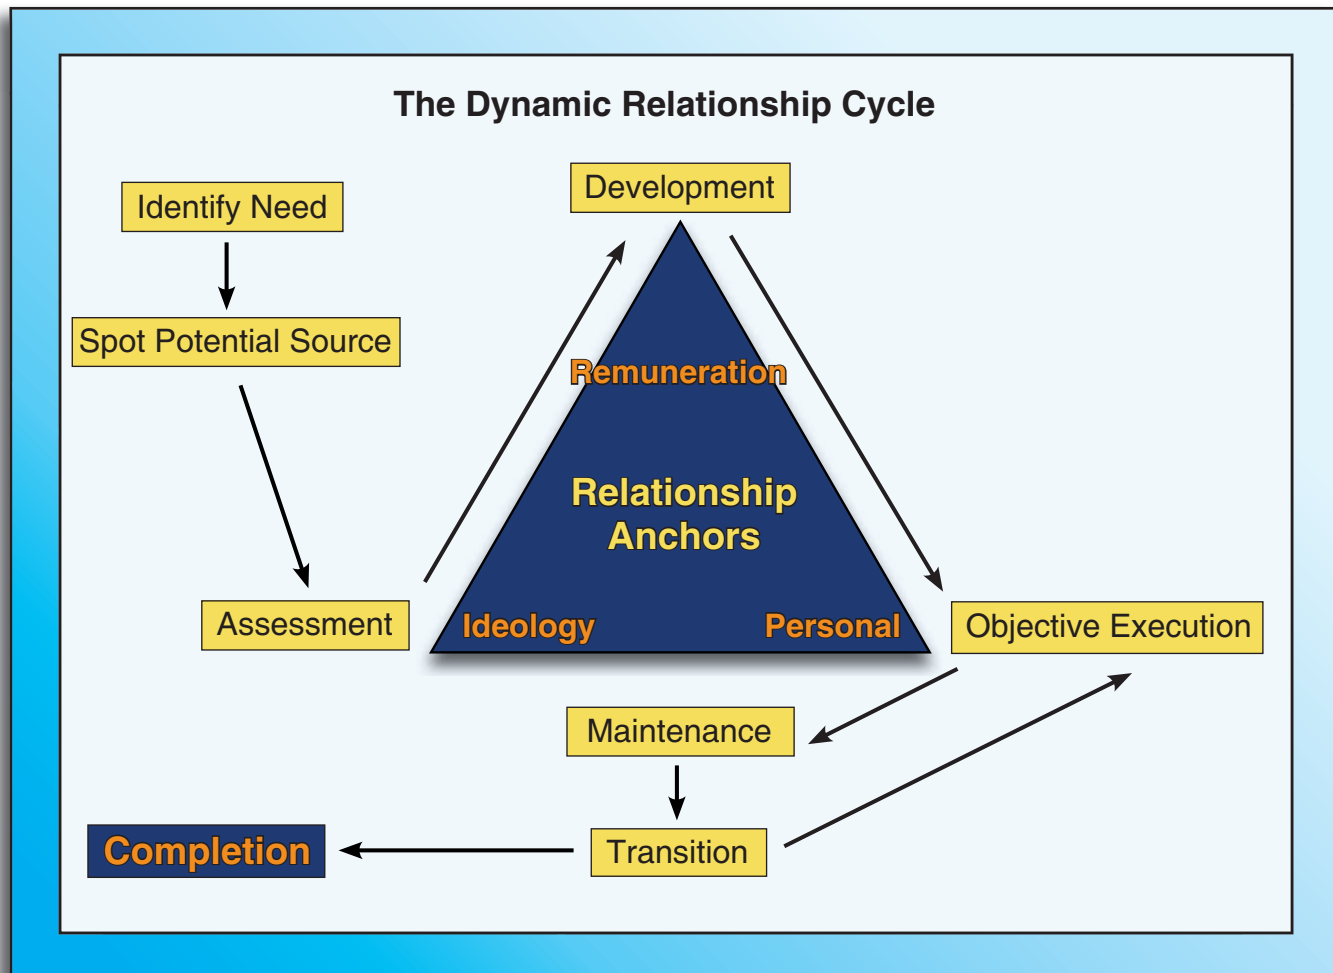 The Dynamic Relationship Cycle
Identify Need
Development
Spot Potential Source
Remuneration
Relationship
Anchors
Assessment
Ideology
Personal
Objective Execution
Maintenance
Completion
Transition